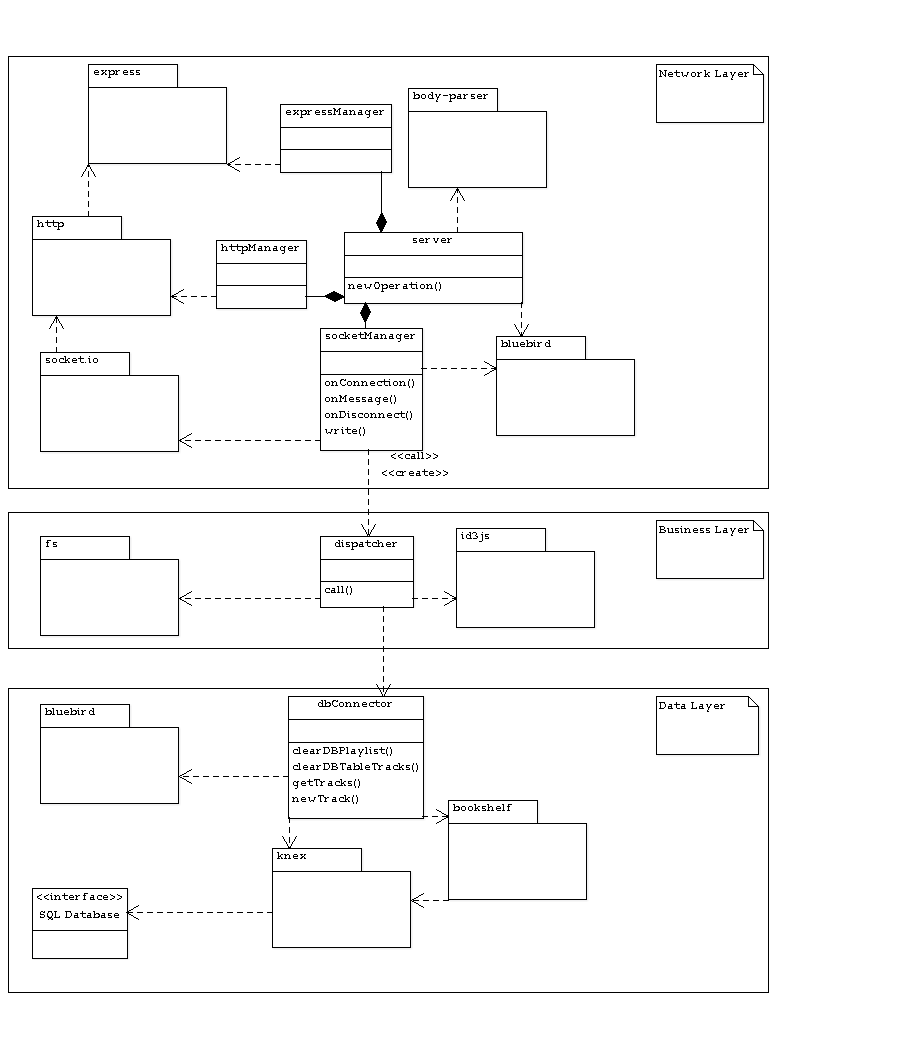 express
Network Layer
body-parser
expressManager
http
server
httpManager
newOperation()
socketManager
bluebird
socket.io
onConnection()
onMessage()
onDisconnect()
write()
<<call>>
<<create>>
fs
dispatcher
id3js
Business Layer
call()
bluebird
dbConnector
Data Layer
clearDBPlaylist()
clearDBTableTracks()
getTracks()
newTrack()
bookshelf
knex
<<interface>>
SQL Database